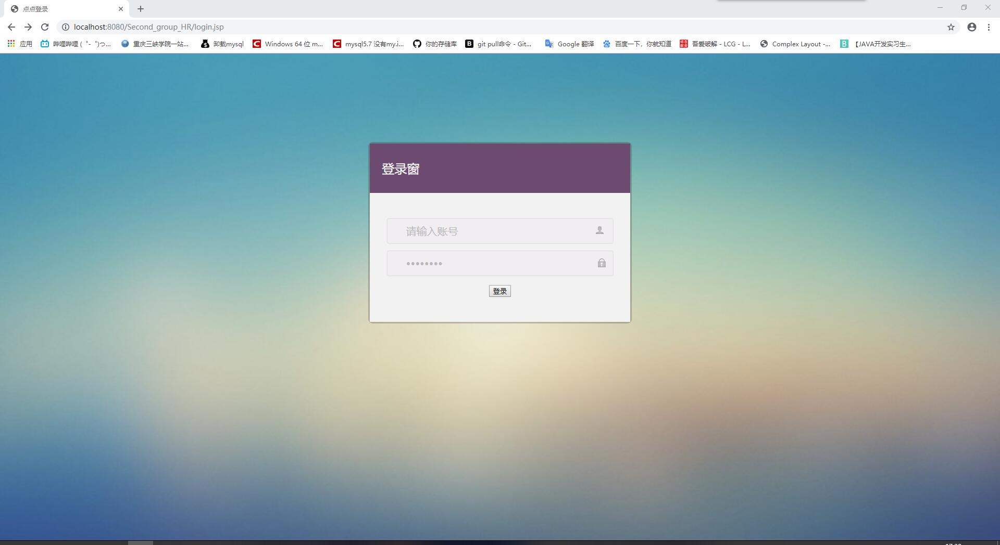 点点登录
localhost:8080/Second_group_HR/login.jsp
应用 哔哩哔哩 ( ゜- ゜)つ... 重庆三峡学院一站... 卸载mysql Windows 64 位 m... mysql5.7 没有my.i... 你的存储库 git pull命令 - Git... Google 翻译 百度一下，你就知道 吾爱破解 - LCG - L... Complex Layout -... 【JAVA开发实习生...
登录窗
请输入账号
••••••••
登录